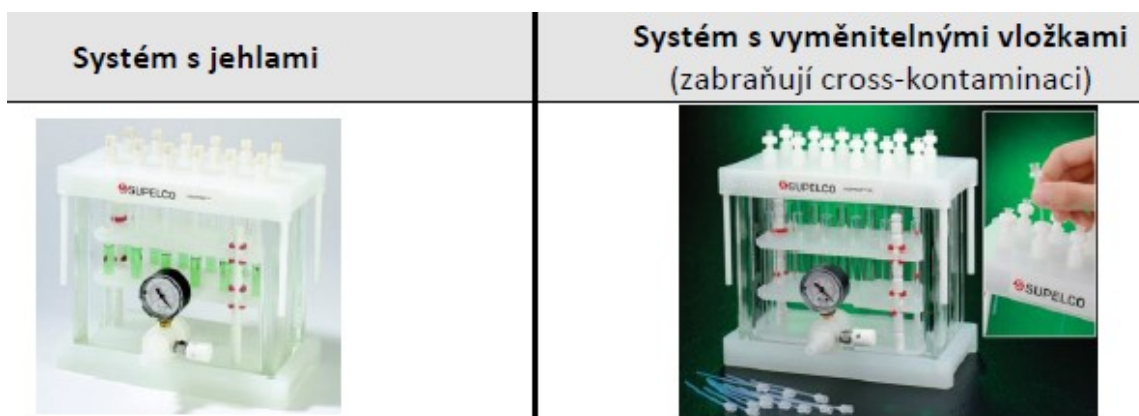 Systém s jehlami
Systém s vyměnitelnými vložkami
(zabraňují cross-kontaminaci)
SUPELCO
SUPELCO
SUPELCO